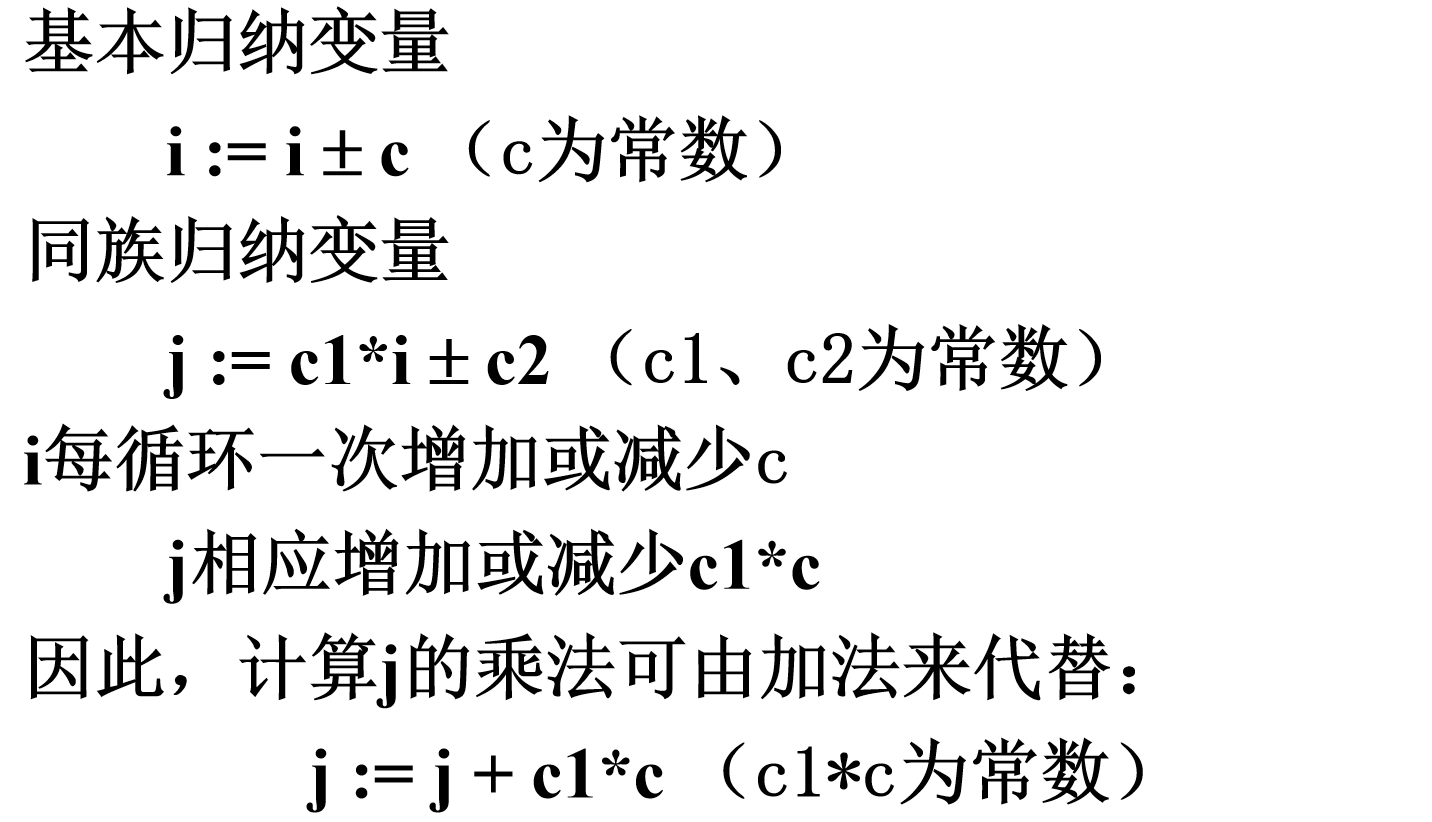 基本归纳变量
i := i ± c （c为常数）
同族归纳变量
j := c1*i ± c2 （c1、c2为常数）
i每循环一次增加或减少c
j相应增加或减少c1*c
因此，计算j的乘法可由加法来代替：
j := j + c1*c （c1*c为常数）